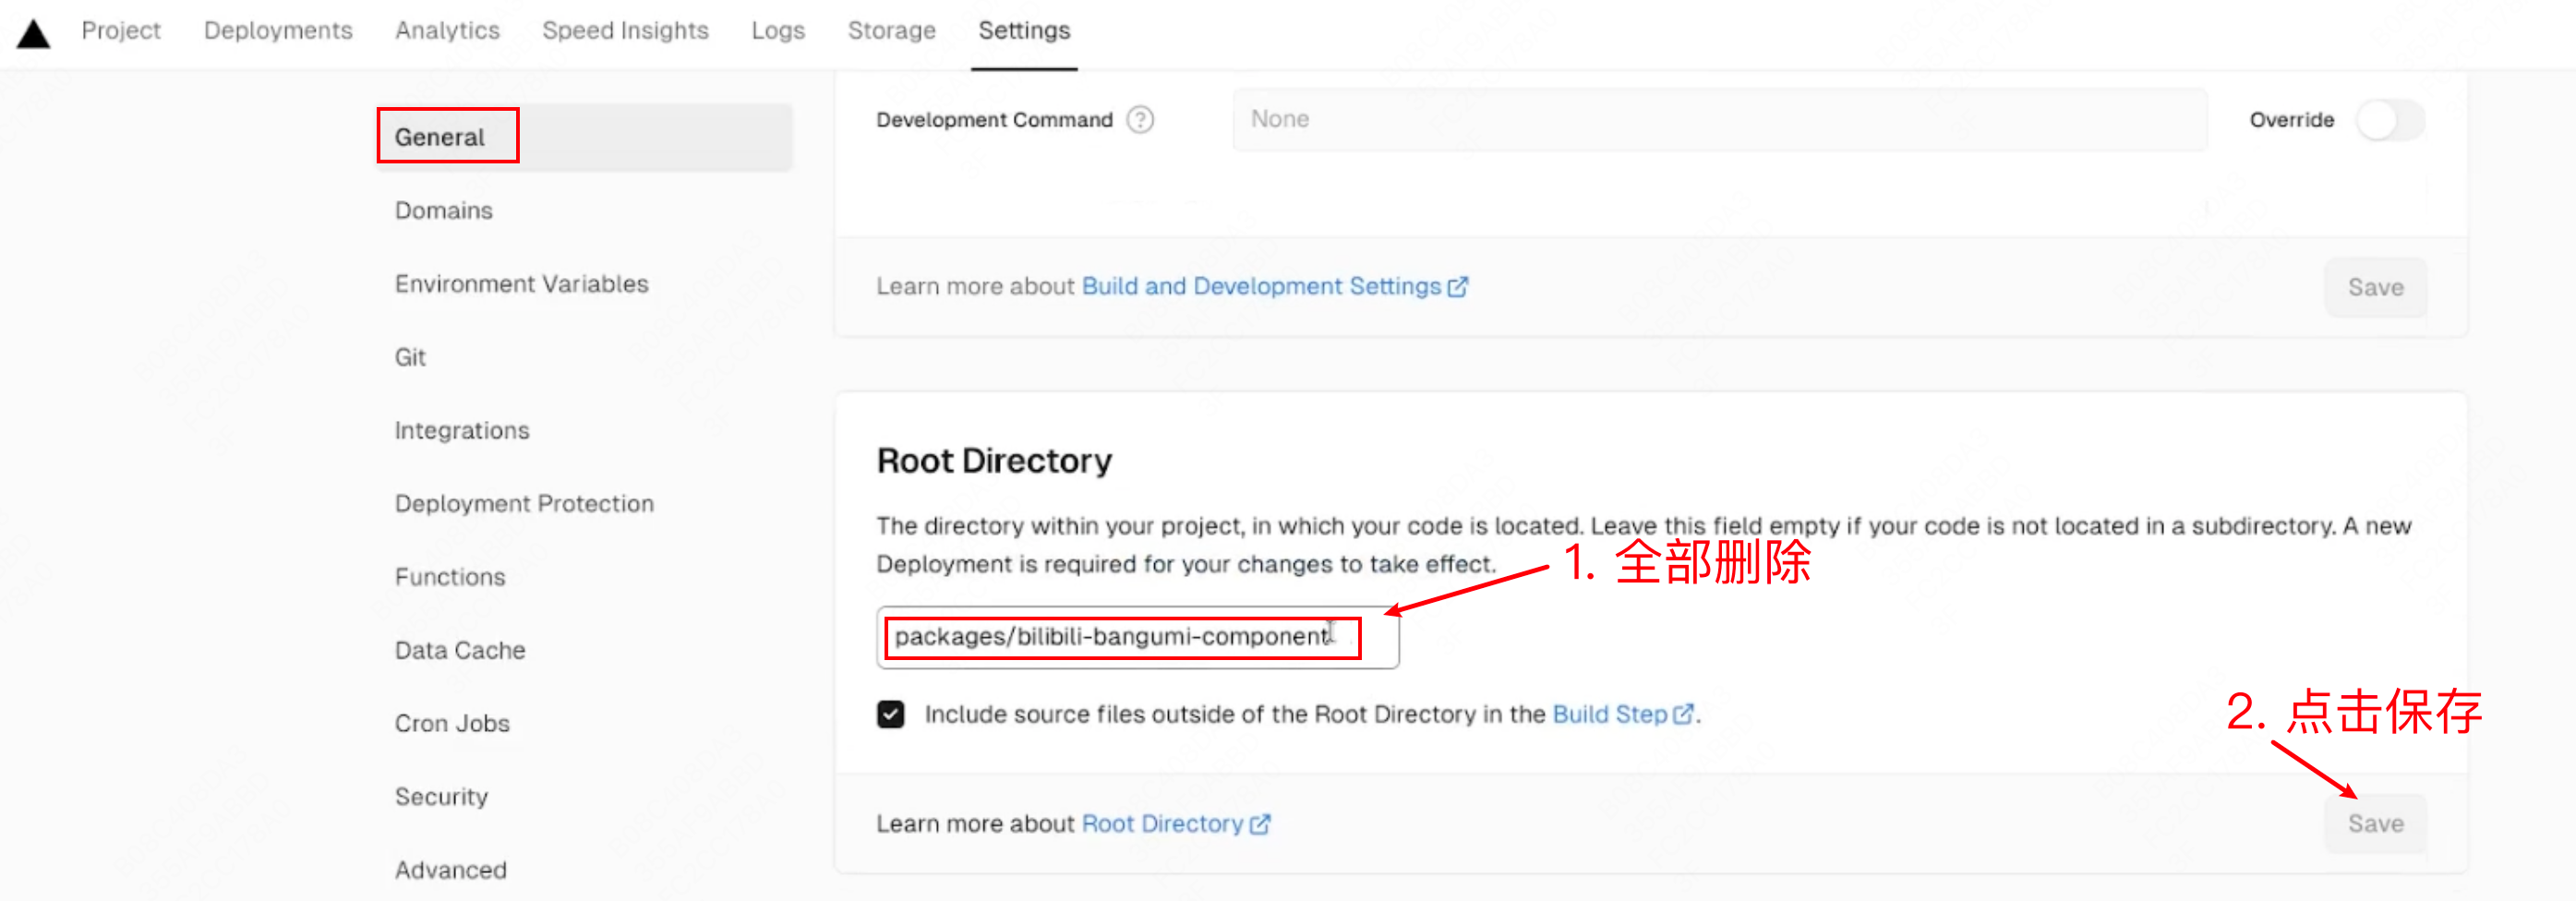 Project Deployments Analytics Speed Insights Logs Storage Settings
General
Domains
Environment Variables
Git
Integrations
Deployment Protection
Functions
Data Cache
Cron Jobs
Security
Advanced
Development Command ? None Override
Learn more about Build and Development Settings Save
Root Directory
The directory within your project, in which your code is located. Leave this field empty if your code is not located in a subdirectory. A new
Deployment is required for your changes to take effect.
1. 全部删除
packages/bilibili-bangumi-component
Include source files outside of the Root Directory in the Build Step.
2. 点击保存
Learn more about Root Directory Save